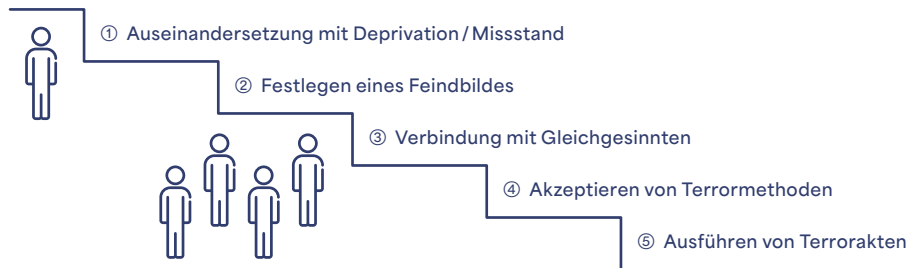 ① Auseinandersetzung mit Deprivation / Missstand
② Festlegen eines Feindbildes
③ Verbindung mit Gleichgesinnten
④ Akzeptieren von Terrormethoden
⑤ Ausführen von Terrorakten